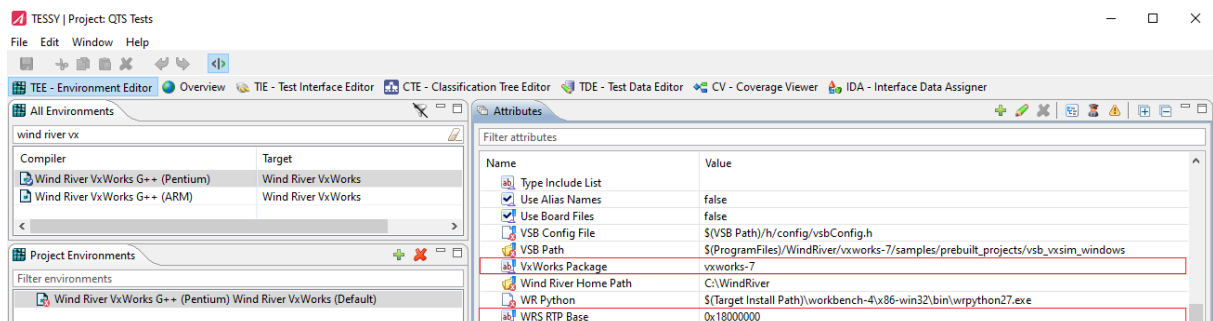 TESSY | Project: QTS Tests
File Edit Window Help
TEE - Environment Editor Overview TIE - Test Interface Editor CTE - Classification Tree Editor TDE - Test Data Editor CV - Coverage Viewer IDA - Interface Data Assigner
All Environments
wind river vx
Compiler Target
Wind River VxWorks G++ (Pentium) Wind River VxWorks
Wind River VxWorks G++ (ARM) Wind River VxWorks
Project Environments
Filter environments
Wind River VxWorks G++ (Pentium) Wind River VxWorks (Default)
Attributes
Filter attributes
Name Value
Type Include List
Use Alias Names false
Use Board Files false
VSB Config File $(VSB Path)/h/config/vsbConfig.h
VSB Path $(ProgramFiles)/WindRiver/vxworks-7/samples/prebuilt_projects/vsb_vxsim_windows
VxWorks Package vxworks-7
Wind River Home Path C:\WindRiver
WR Python $(Target Install Path)\workbench-4\x86-win32\bin\wrpython27.exe
WRS RTP Base 0x18000000